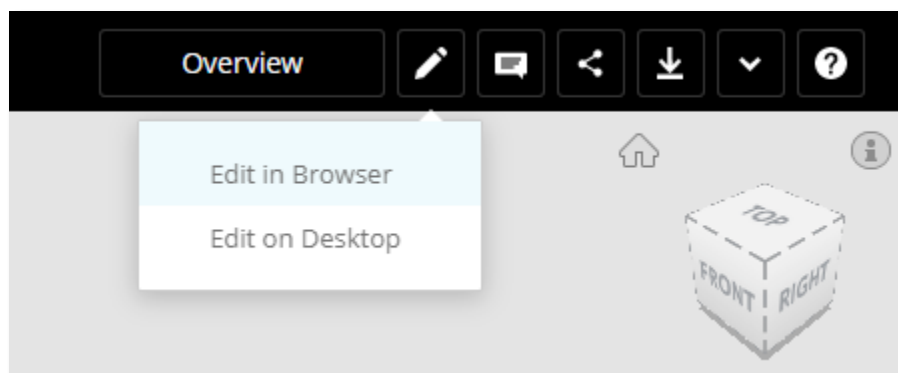 Overview
Edit in Browser
Edit on Desktop
TOP
FRONT
RIGHT